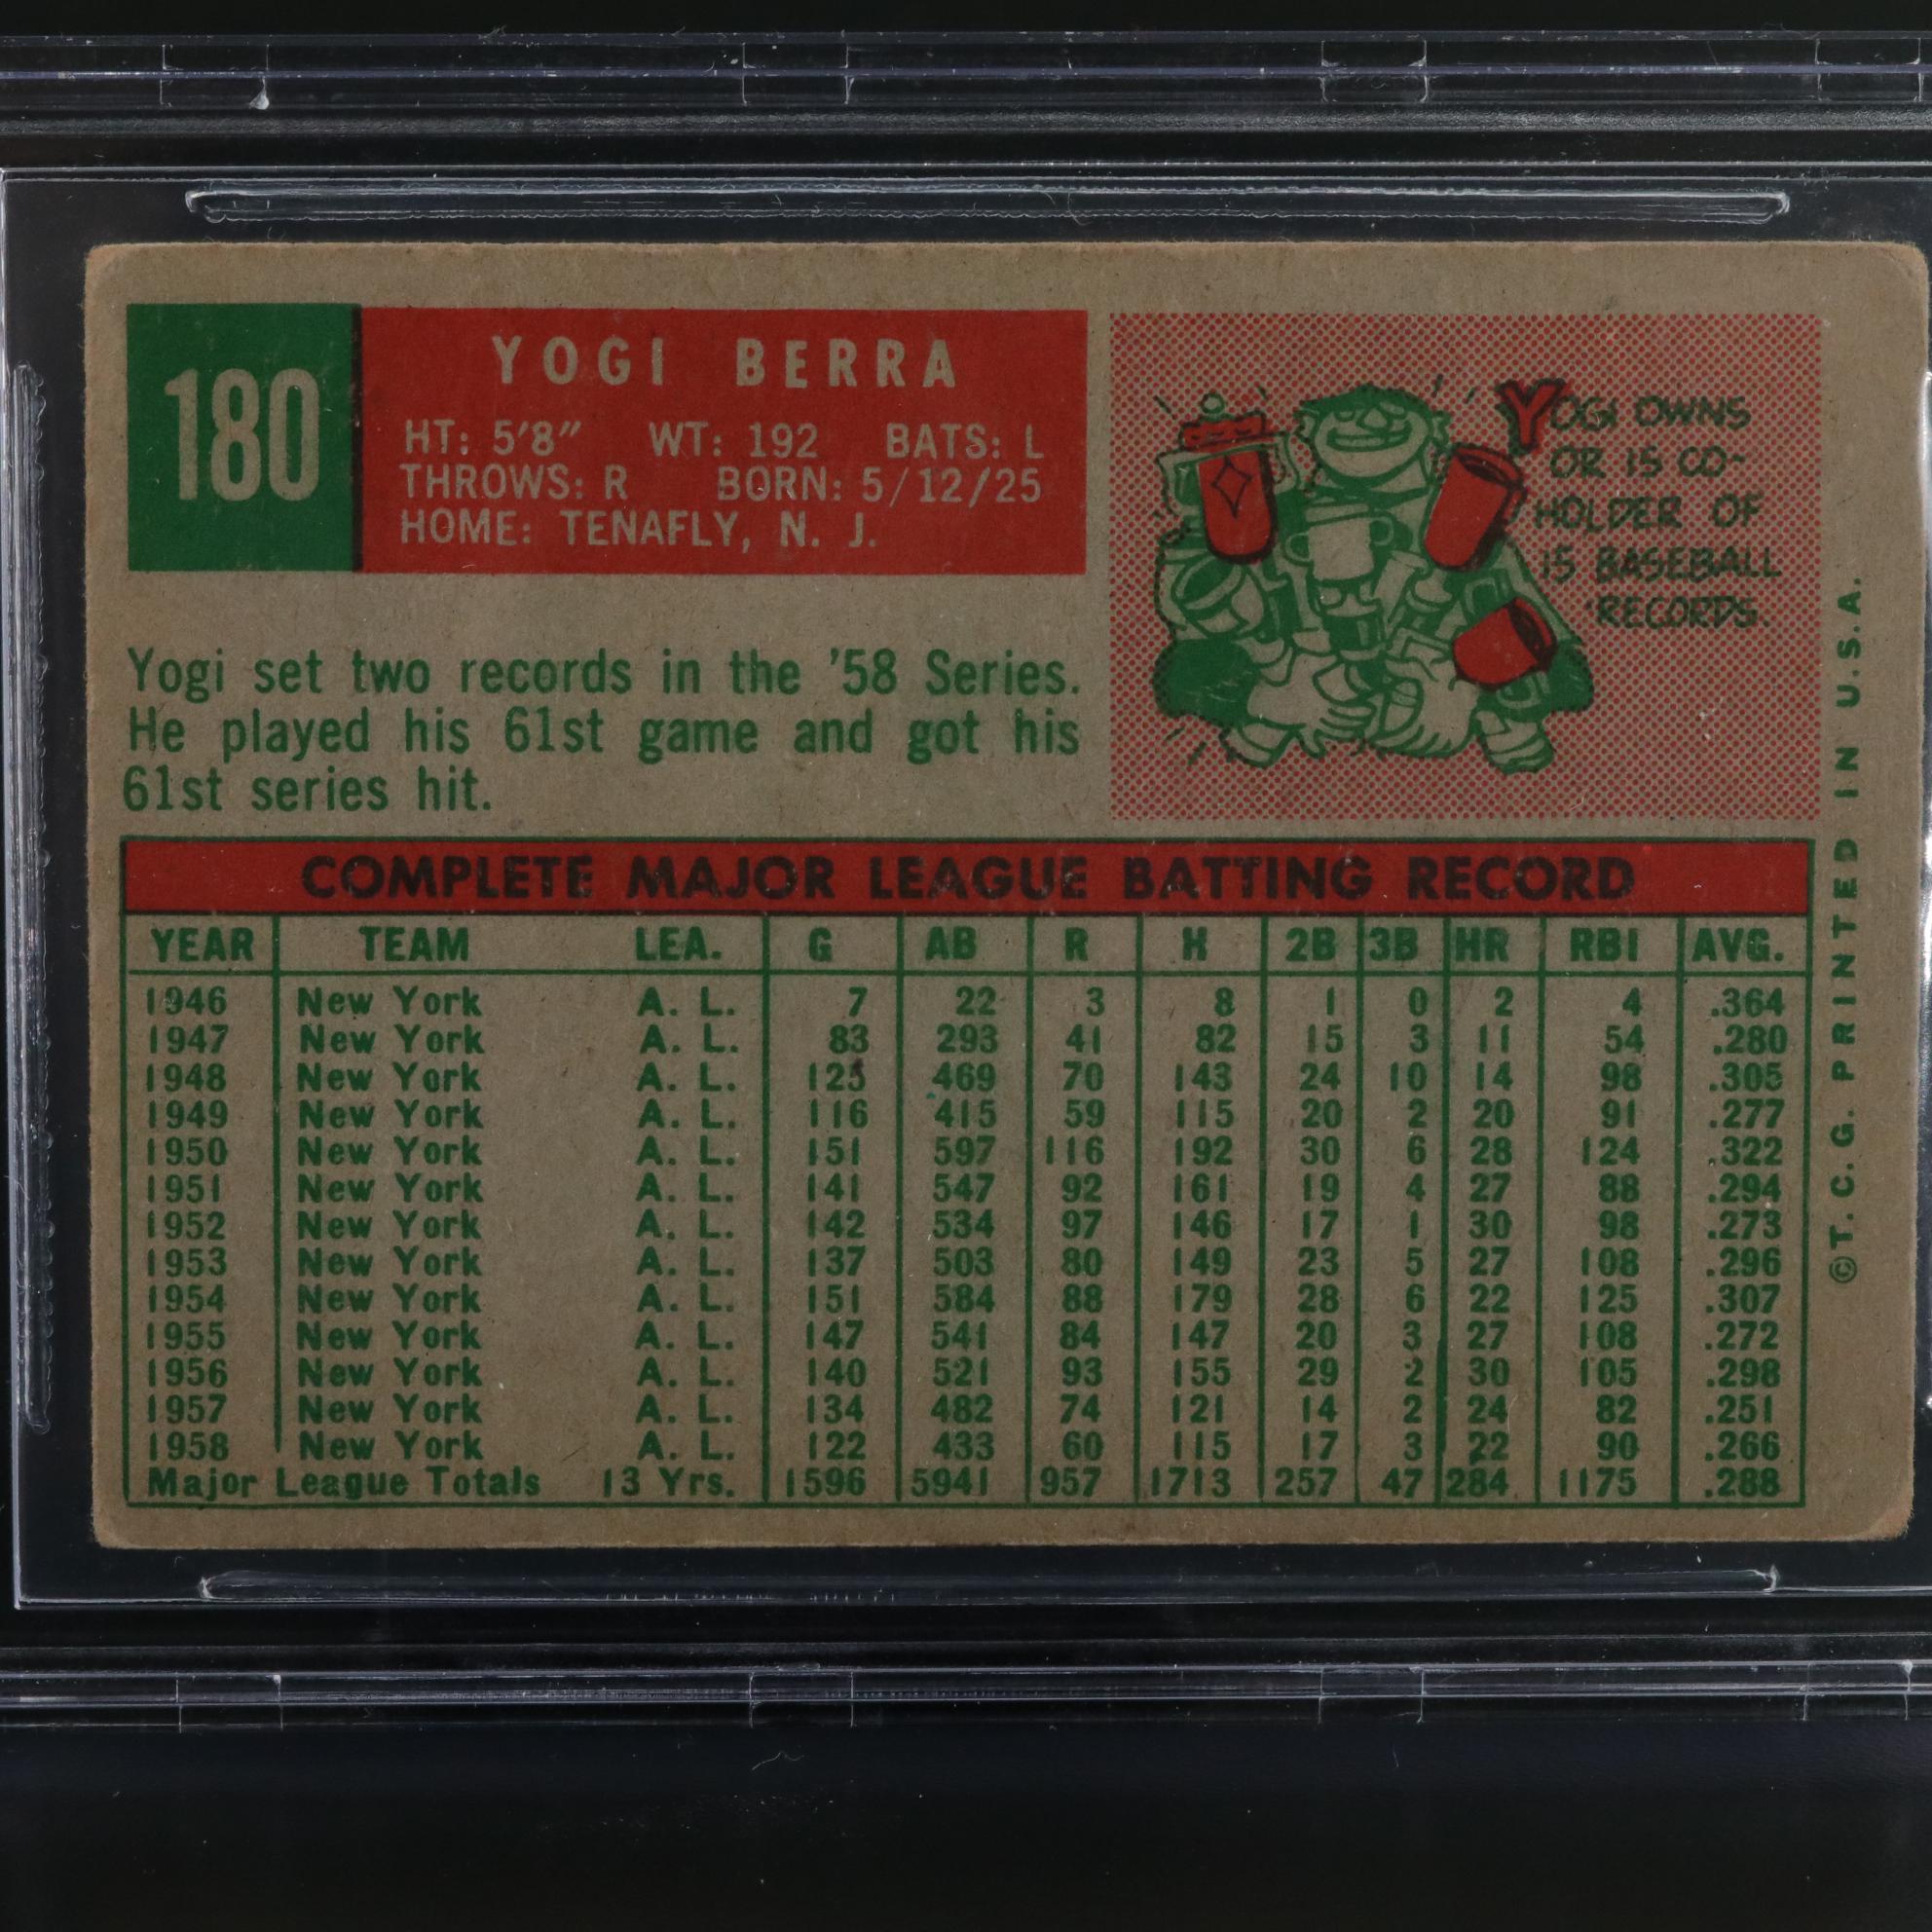 180
YOGI BERRA
HT: 5'8" WT: 192 BATS: L
THROWS: R BORN: 5/12/25
HOME: TENAFLY, N. J.
YOGI OWNS
OR IS CO-
HOLDER OF
15 BASEBALL
RECORDS.
Yogi set two records in the '58 Series.
He played his 61st game and got his
61st series hit.
COMPLETE MAJOR LEAGUE BATTING RECORD
YEAR TEAM LEA. G AB R H 2B 3B HR RBI AVG.
1946 New York A. L. 7 22 3 8 1 0 2 4 .364
1947 New York A. L. 83 293 41 82 15 3 11 54 .280
1948 New York A. L. 125 469 70 143 24 10 14 98 .305
1949 New York A. L. 116 415 59 115 20 2 20 91 .277
1950 New York A. L. 151 597 116 192 30 6 28 124 .322
1951 New York A. L. 141 547 92 161 19 4 27 88 .294
1952 New York A. L. 142 534 97 146 17 1 30 98 .273
1953 New York A. L. 137 503 80 149 23 5 27 108 .296
1954 New York A. L. 151 584 88 179 28 6 22 125 .307
1955 New York A. L. 147 541 84 147 20 3 27 108 .272
1956 New York A. L. 140 521 93 155 29 2 30 105 .298
1957 New York A. L. 134 482 74 121 14 2 24 82 .251
1958 New York A. L. 122 433 60 115 17 3 22 90 .266
Major League Totals 13 Yrs. 1596 5941 957 1713 257 47 284 1175 .288
©T. C. G. PRINTED IN U.S.A.